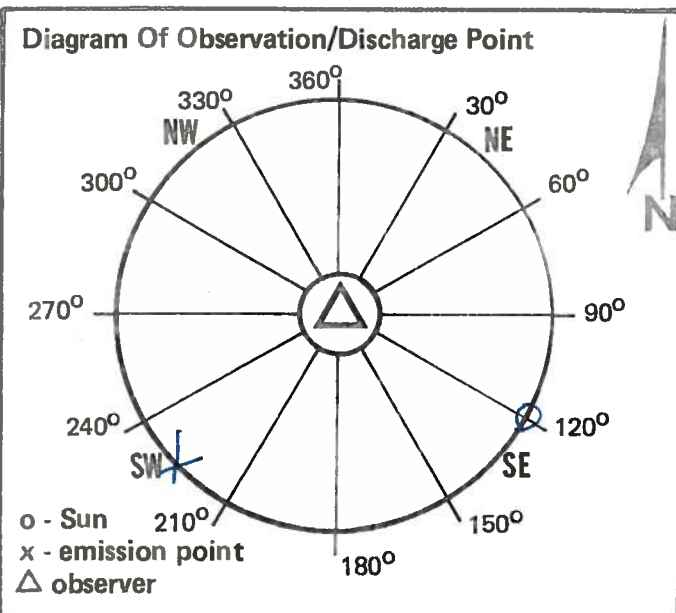 Diagram Of Observation/Discharge Point
360°
330°
30°
NW
NE
300°
60°
N
270°
90°
240°
120°
SW
SE
o - Sun
210°
150°
x - emission point
180°
△ observer